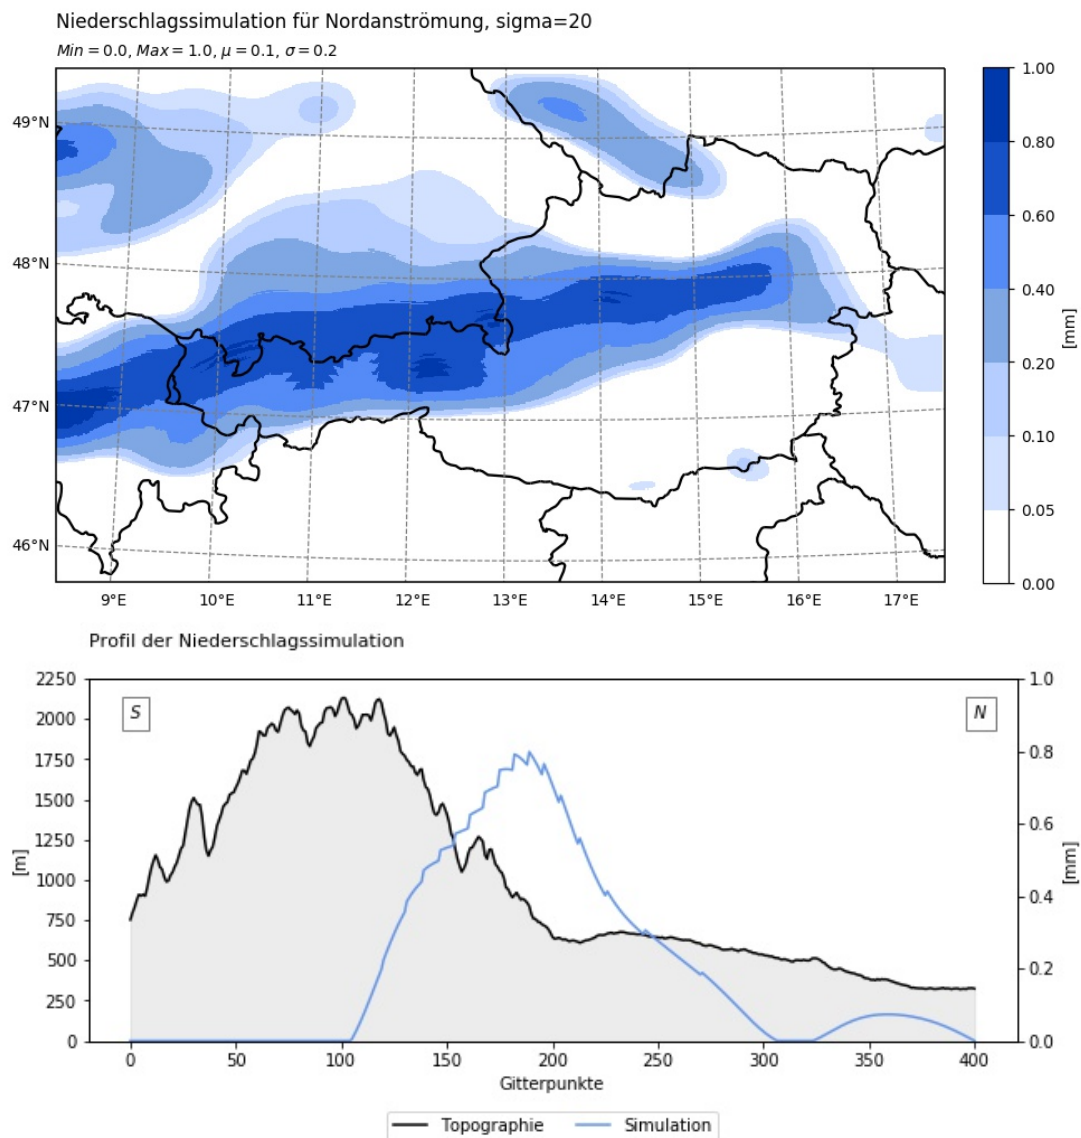 Niederschlagssimulation für Nordanströmung, sigma=20
Min = 0.0, Max = 1.0, μ = 0.1, σ = 0.2
49°N
48°N
47°N
46°N
9°E 10°E 11°E 12°E 13°E 14°E 15°E 16°E 17°E
1.00
0.80
0.60
0.40
0.20
0.10
0.05
0.00
[mm]
Profil der Niederschlagssimulation
S
N
2250
2000
1750
1500
1250
1000
750
500
250
0
[m]
1.0
0.8
0.6
0.4
0.2
0.0
[mm]
0 50 100 150 200 250 300 350 400
Gitterpunkte
Topographie Simulation